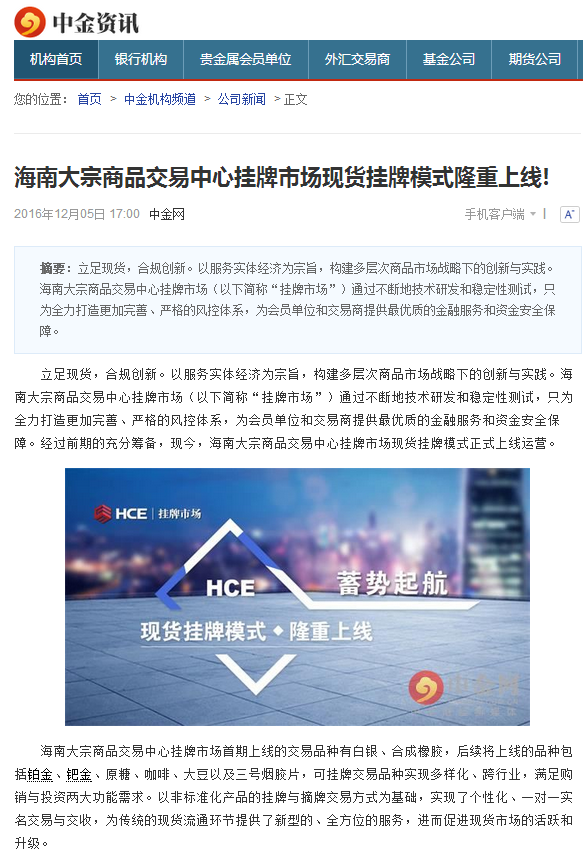 中金资讯
机构首页 银行机构 贵金属会员单位 外汇交易商 基金公司 期货公司
您的位置： 首页 > 中金机构频道 > 公司新闻 > 正文
海南大宗商品交易中心挂牌市场现货挂牌模式隆重上线!
2016年12月05日 17:00 中金网 手机客户端 A+
摘要：立足现货，合规创新。以服务实体经济为宗旨，构建多层次商品市场战略下的创新与实践。
海南大宗商品交易中心挂牌市场（以下简称“挂牌市场”）通过不断地技术研发和稳定性测试，只
为全力打造更加完善、严格的风控体系，为会员单位和交易商提供最优质的金融服务和资金安全保
障。
立足现货，合规创新。以服务实体经济为宗旨，构建多层次商品市场战略下的创新与实践。海
南大宗商品交易中心挂牌市场（以下简称“挂牌市场”）通过不断地技术研发和稳定性测试，只为
全力打造更加完善、严格的风控体系，为会员单位和交易商提供最优质的金融服务和资金安全保
障。经过前期的充分筹备，现今，海南大宗商品交易中心挂牌市场现货挂牌模式正式上线运营。
HCE 挂牌市场
HCE
蓄势起航
现货挂牌模式◆隆重上线
中金网
海南大宗商品交易中心挂牌市场首期上线的交易品种有白银、合成橡胶，后续将上线的品种包
括铂金、钯金、原糖、咖啡、大豆以及三号烟胶片，可挂牌交易品种实现多样化、跨行业，满足购
销与投资两大功能需求。以非标准化产品的挂牌与摘牌交易方式为基础，实现了个性化、一对一实
名交易与交收，为传统的现货流通环节提供了新型的、全方位的服务，进而促进现货市场的活跃和
升级。